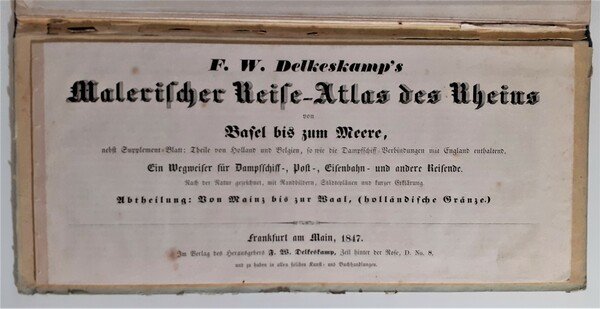 F. W. Delkeskamp's
Malerischer Reise-Atlas des Rheins
von
Basel bis zum Meere,
nebst Supplement-Blatt: Theile von Holland und Belgien, so wie die Dampfschiff-Verbindungen mit England enthaltend.
Ein Wegweiser für Dampfschiff-, Post-, Eisenbahn- und andere Reisende.
Nach der Natur gezeichnet, mit Randbildern, Städteplänen und kurzer Erklärung.
Abtheilung: Von Mainz bis zur Waal, (holländische Gränze.)
Frankfurt am Main, 1847.
Im Verlag des Herausgebers F. W. Delkeskamp, Zeil hinter der Rose, D. No. 8.
und zu haben in allen soliden Kunst- und Buchhandlungen.